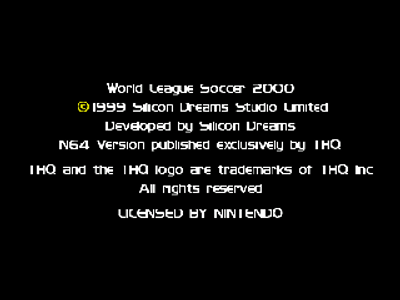 World League Soccer 2000
©1999 Silicon Dreams Studio Limited
Developed by Silicon Dreams
N64 Version published exclusively by THQ
THQ and the THQ logo are trademarks of THQ Inc
All rights reserved
LICENSED BY NINTENDO